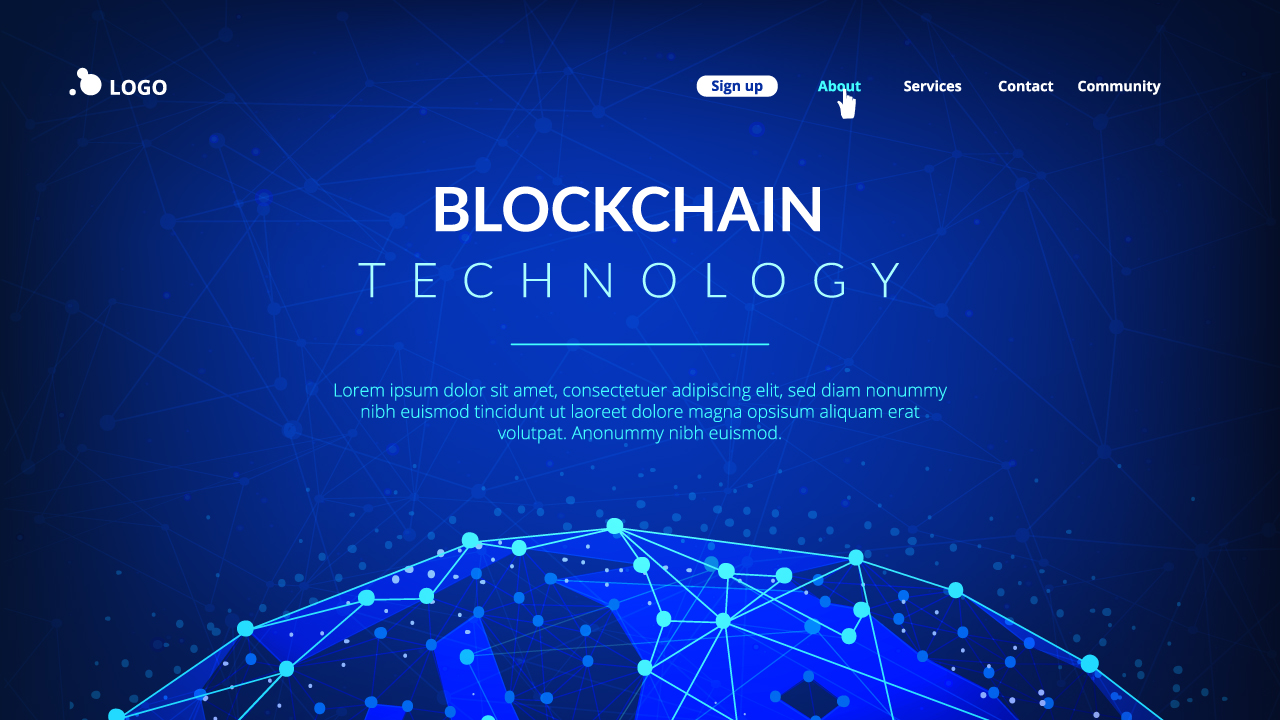 LOGO
Sign up
About
Services
Contact
Community
BLOCKCHAIN
TECHNOLOGY
Lorem ipsum dolor sit amet, consectetuer adipiscing elit, sed diam nonummy
nibh euismod tincidunt ut laoreet dolore magna opsisum aliquam erat
volutpat. Anonummy nibh euismod.